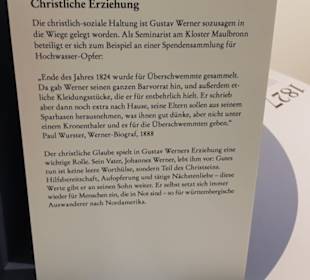 Christliche Erziehung
Die christlich-soziale Haltung ist Gustav Werner sozusagen in
die Wiege gelegt worden. Als Seminarist am Kloster Maulbronn
beteiligt er sich zum Beispiel an einer Spendensammlung für
Hochwasser-Opfer:
„Ende des Jahres 1824 wurde für Überschwemmte gesammelt.
Da gab Werner seinen ganzen Barvorrat hin, und außerdem et-
liche Kleidungsstücke, die er für entbehrlich hielt. Er schrieb
aber dann noch extra nach Hause, seine Eltern sollen aus seinem
Sparhasen herausnehmen, was ihnen gut dünke, aber nicht unter
einem Kronenthaler und es für die Überschwemmten geben.“
Paul Wurster, Werner-Biograf, 1888
Der christliche Glaube spielt in Gustav Werners Erziehung eine
wichtige Rolle. Sein Vater, Johannes Werner, lebt ihm vor: Gutes
tun ist keine leere Worthülse, sondern Teil des Christseins.
Hilfsbereitschaft, Aufopferung und tätige Nächstenliebe – diese
Werte gibt er an seinen Sohn weiter. Er selbst setzt sich immer
wieder für Menschen ein, die in Not sind – so für württembergische
Auswanderer nach Nordamerika.
1827